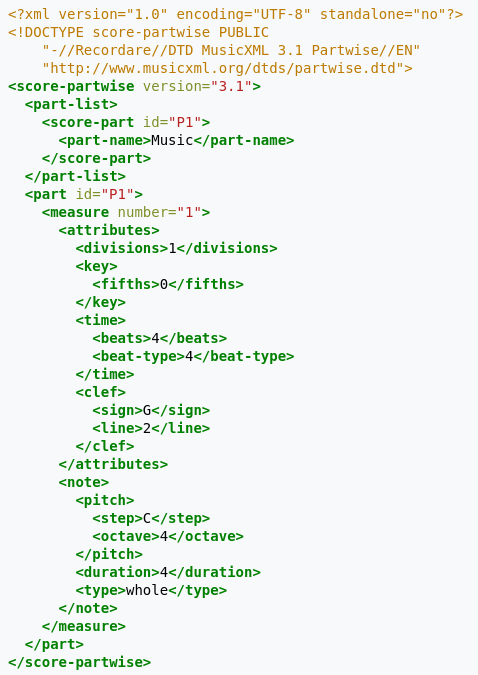 <?xml version="1.0" encoding="UTF-8" standalone="no"?>
<!DOCTYPE score-partwise PUBLIC
    "-//Recordare//DTD MusicXML 3.1 Partwise//EN"
    "http://www.musicxml.org/dtds/partwise.dtd">
<score-partwise version="3.1">
  <part-list>
    <score-part id="P1">
      <part-name>Music</part-name>
    </score-part>
  </part-list>
  <part id="P1">
    <measure number="1">
      <attributes>
        <divisions>1</divisions>
        <key>
          <fifths>0</fifths>
        </key>
        <time>
          <beats>4</beats>
          <beat-type>4</beat-type>
        </time>
        <clef>
          <sign>G</sign>
          <line>2</line>
        </clef>
      </attributes>
      <note>
        <pitch>
          <step>C</step>
          <octave>4</octave>
        </pitch>
        <duration>4</duration>
        <type>whole</type>
      </note>
    </measure>
  </part>
</score-partwise>